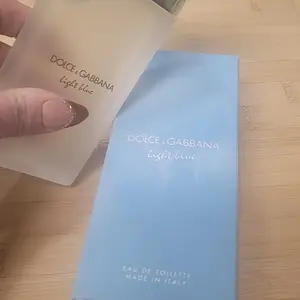 DOLCE & GABBANA
light blue
DOLCE & GABBANA
light blue
EAU DE TOILETTE
MADE IN ITALY